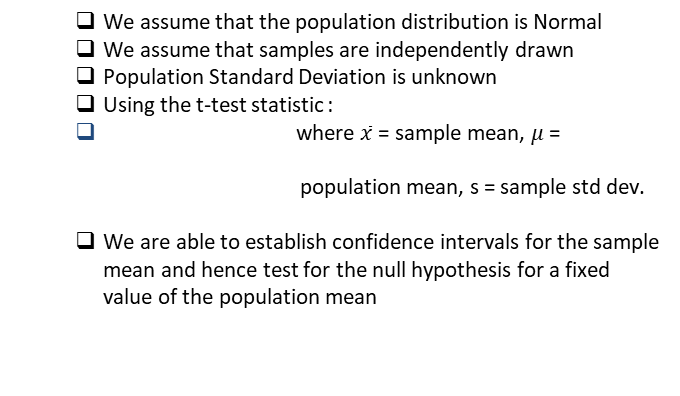 We assume that the population distribution is Normal
We assume that samples are independently drawn
Population Standard Deviation is unknown
Using the t-test statistic :
where ẋ = sample mean, μ =
population mean, s = sample std dev.
We are able to establish confidence intervals for the sample
mean and hence test for the null hypothesis for a fixed
value of the population mean